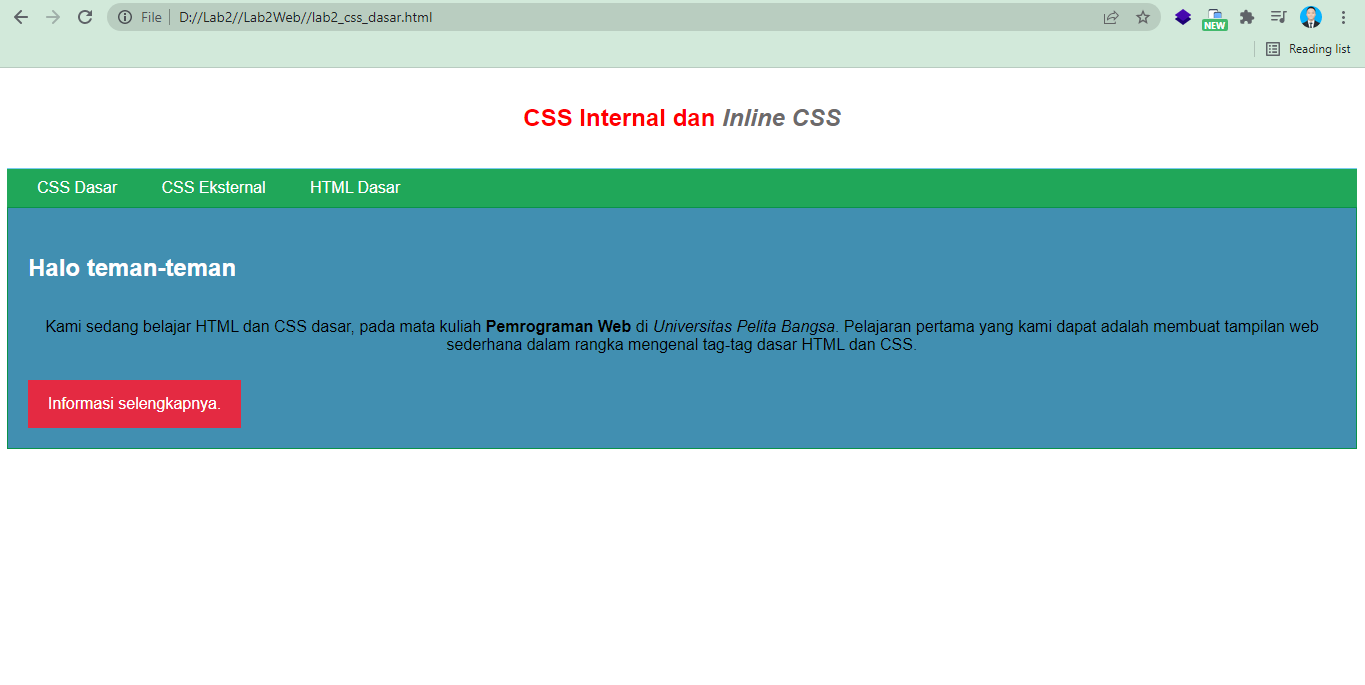 File D://Lab2//Lab2Web//lab2_css_dasar.html
NEW
Reading list
CSS Internal dan Inline CSS
CSS Dasar CSS Eksternal HTML Dasar
Halo teman-teman
Kami sedang belajar HTML dan CSS dasar, pada mata kuliah Pemrograman Web di Universitas Pelita Bangsa. Pelajaran pertama yang kami dapat adalah membuat tampilan web
sederhana dalam rangka mengenal tag-tag dasar HTML dan CSS.
Informasi selengkapnya.